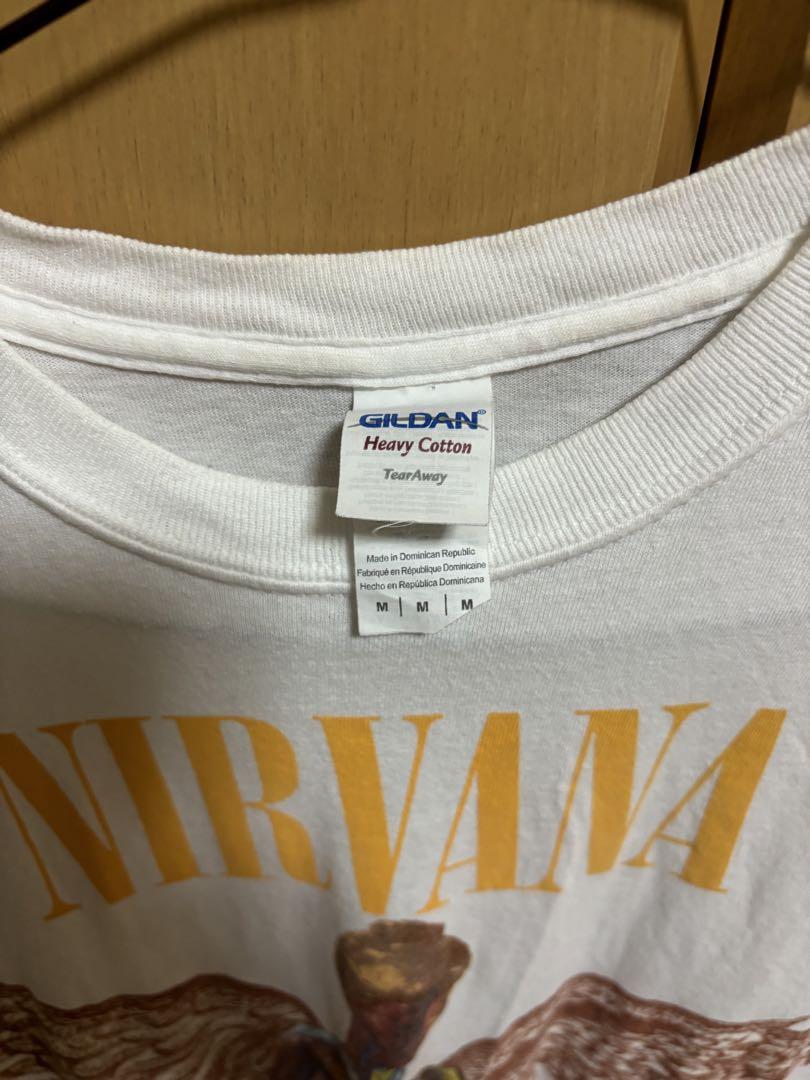 GILDAN®
Heavy Cotton
TearAway
Made in Dominican Republic
Fabriqué en République Dominicaine
Hecho en República Dominicana
M | M | M
NIRVANA